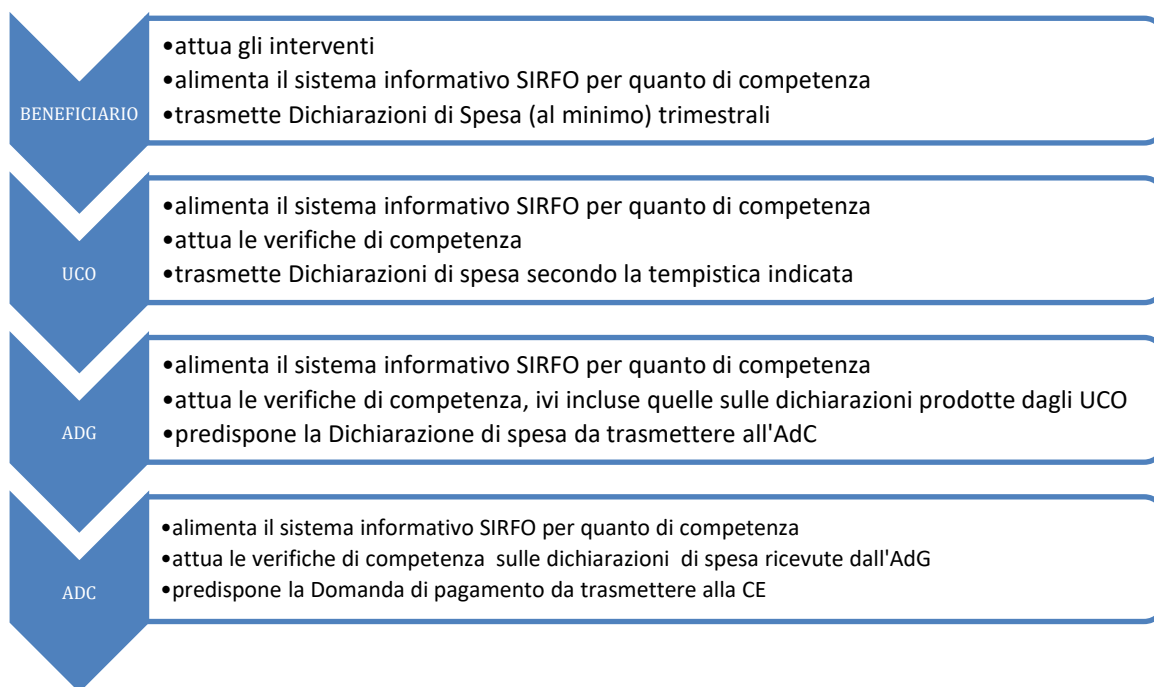 BENEFICIARIO
•attua gli interventi
•alimenta il sistema informativo SIRFO per quanto di competenza
•trasmette Dichiarazioni di Spesa (al minimo) trimestrali
UCO
•alimenta il sistema informativo SIRFO per quanto di competenza
•attua le verifiche di competenza
•trasmette Dichiarazioni di spesa secondo la tempistica indicata
ADG
•alimenta il sistema informativo SIRFO per quanto di competenza
•attua le verifiche di competenza, ivi incluse quelle sulle dichiarazioni prodotte dagli UCO
•predispone la Dichiarazione di spesa da trasmettere all'AdC
ADC
•alimenta il sistema informativo SIRFO per quanto di competenza
•attua le verifiche di competenza sulle dichiarazioni di spesa ricevute dall'AdG
•predispone la Domanda di pagamento da trasmettere alla CE